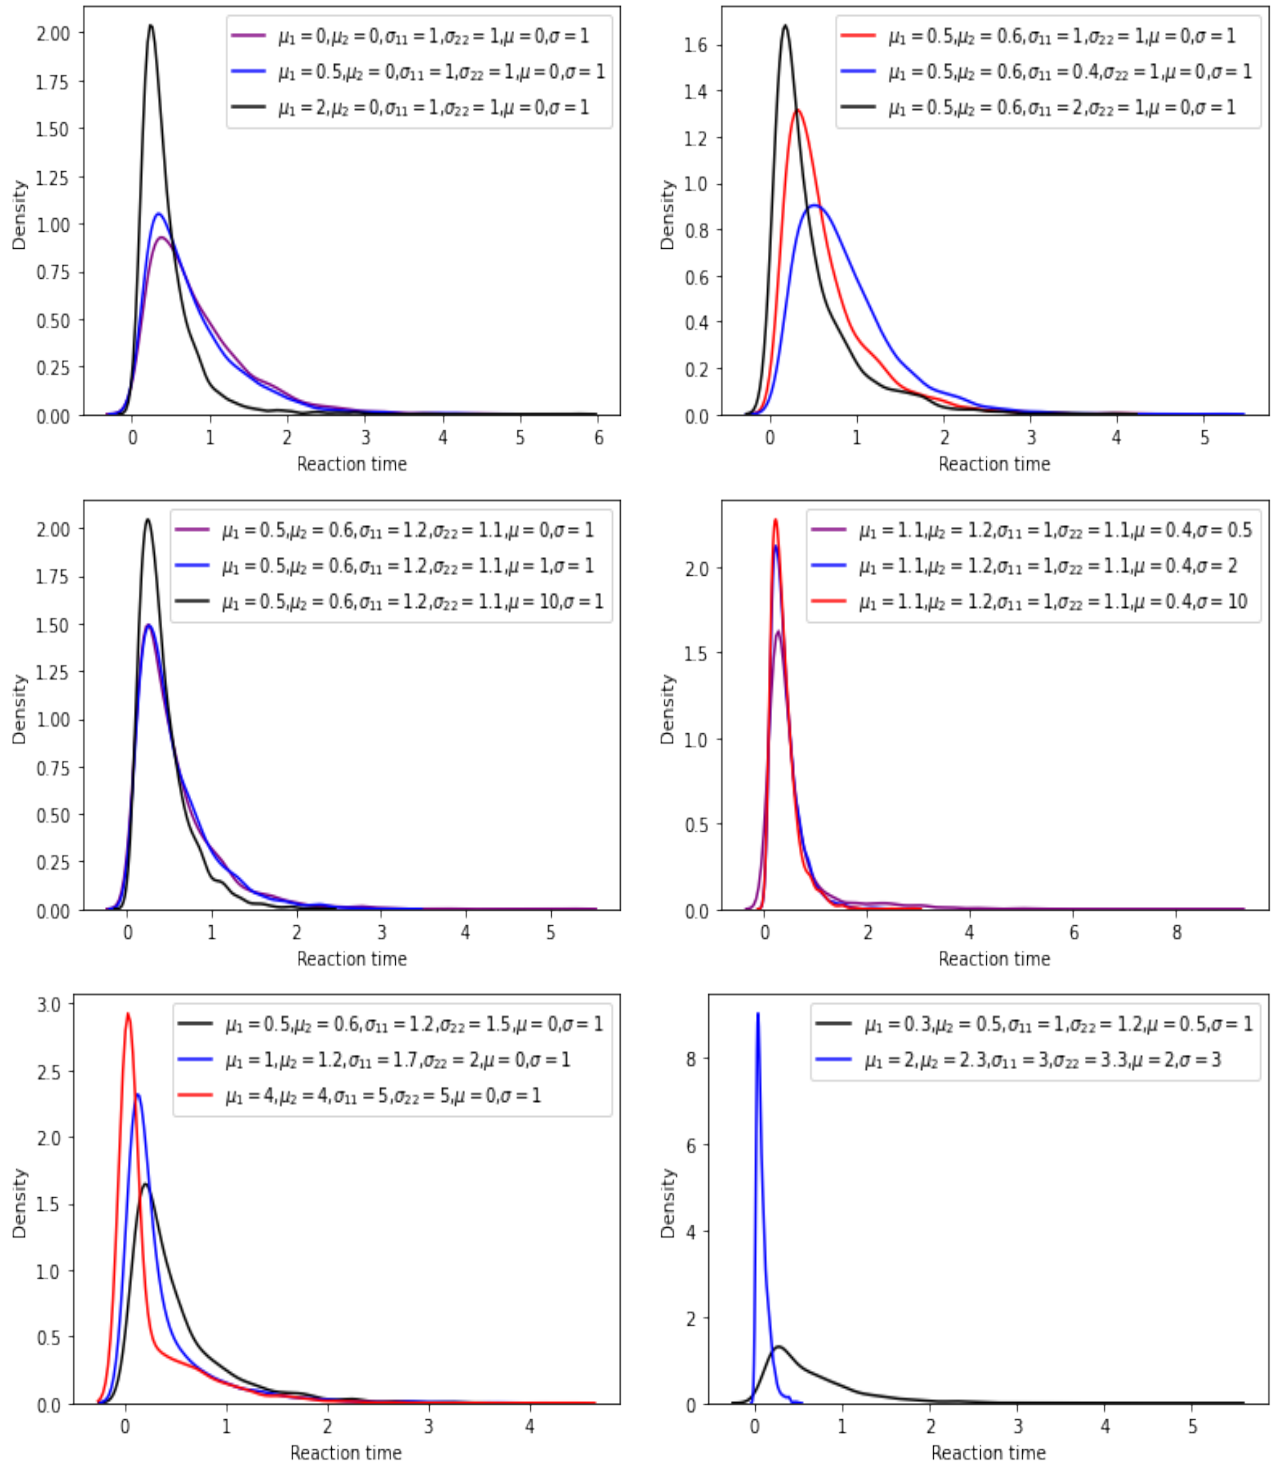 2.00
1.75
1.50
1.25
1.00
0.75
0.50
0.25
0.00
Density
μ₁ = 0,μ₂ = 0,σ₁₁ = 1,σ₂₂ = 1,μ = 0,σ = 1
μ₁ = 0.5,μ₂ = 0,σ₁₁ = 1,σ₂₂ = 1,μ = 0,σ = 1
μ₁ = 2,μ₂ = 0,σ₁₁ = 1,σ₂₂ = 1,μ = 0,σ = 1
0 1 2 3 4 5 6
Reaction time
1.6
1.4
1.2
1.0
0.8
0.6
0.4
0.2
0.0
Density
μ₁ = 0.5,μ₂ = 0.6,σ₁₁ = 1,σ₂₂ = 1,μ = 0,σ = 1
μ₁ = 0.5,μ₂ = 0.6,σ₁₁ = 0.4,σ₂₂ = 1,μ = 0,σ = 1
μ₁ = 0.5,μ₂ = 0.6,σ₁₁ = 2,σ₂₂ = 1,μ = 0,σ = 1
0 1 2 3 4 5
Reaction time
2.00
1.75
1.50
1.25
1.00
0.75
0.50
0.25
0.00
Density
μ₁ = 0.5,μ₂ = 0.6,σ₁₁ = 1.2,σ₂₂ = 1.1,μ = 0,σ = 1
μ₁ = 0.5,μ₂ = 0.6,σ₁₁ = 1.2,σ₂₂ = 1.1,μ = 1,σ = 1
μ₁ = 0.5,μ₂ = 0.6,σ₁₁ = 1.2,σ₂₂ = 1.1,μ = 10,σ = 1
0 1 2 3 4 5
Reaction time
2.0
1.5
1.0
0.5
0.0
Density
μ₁ = 1.1,μ₂ = 1.2,σ₁₁ = 1,σ₂₂ = 1.1,μ = 0.4,σ = 0.5
μ₁ = 1.1,μ₂ = 1.2,σ₁₁ = 1,σ₂₂ = 1.1,μ = 0.4,σ = 2
μ₁ = 1.1,μ₂ = 1.2,σ₁₁ = 1,σ₂₂ = 1.1,μ = 0.4,σ = 10
0 2 4 6 8
Reaction time
3.0
2.5
2.0
1.5
1.0
0.5
0.0
Density
μ₁ = 0.5,μ₂ = 0.6,σ₁₁ = 1.2,σ₂₂ = 1.5,μ = 0,σ = 1
μ₁ = 1,μ₂ = 1.2,σ₁₁ = 1.7,σ₂₂ = 2,μ = 0,σ = 1
μ₁ = 4,μ₂ = 4,σ₁₁ = 5,σ₂₂ = 5,μ = 0,σ = 1
0 1 2 3 4
Reaction time
8
6
4
2
0
Density
μ₁ = 0.3,μ₂ = 0.5,σ₁₁ = 1,σ₂₂ = 1.2,μ = 0.5,σ = 1
μ₁ = 2,μ₂ = 2.3,σ₁₁ = 3,σ₂₂ = 3.3,μ = 2,σ = 3
0 1 2 3 4 5
Reaction time